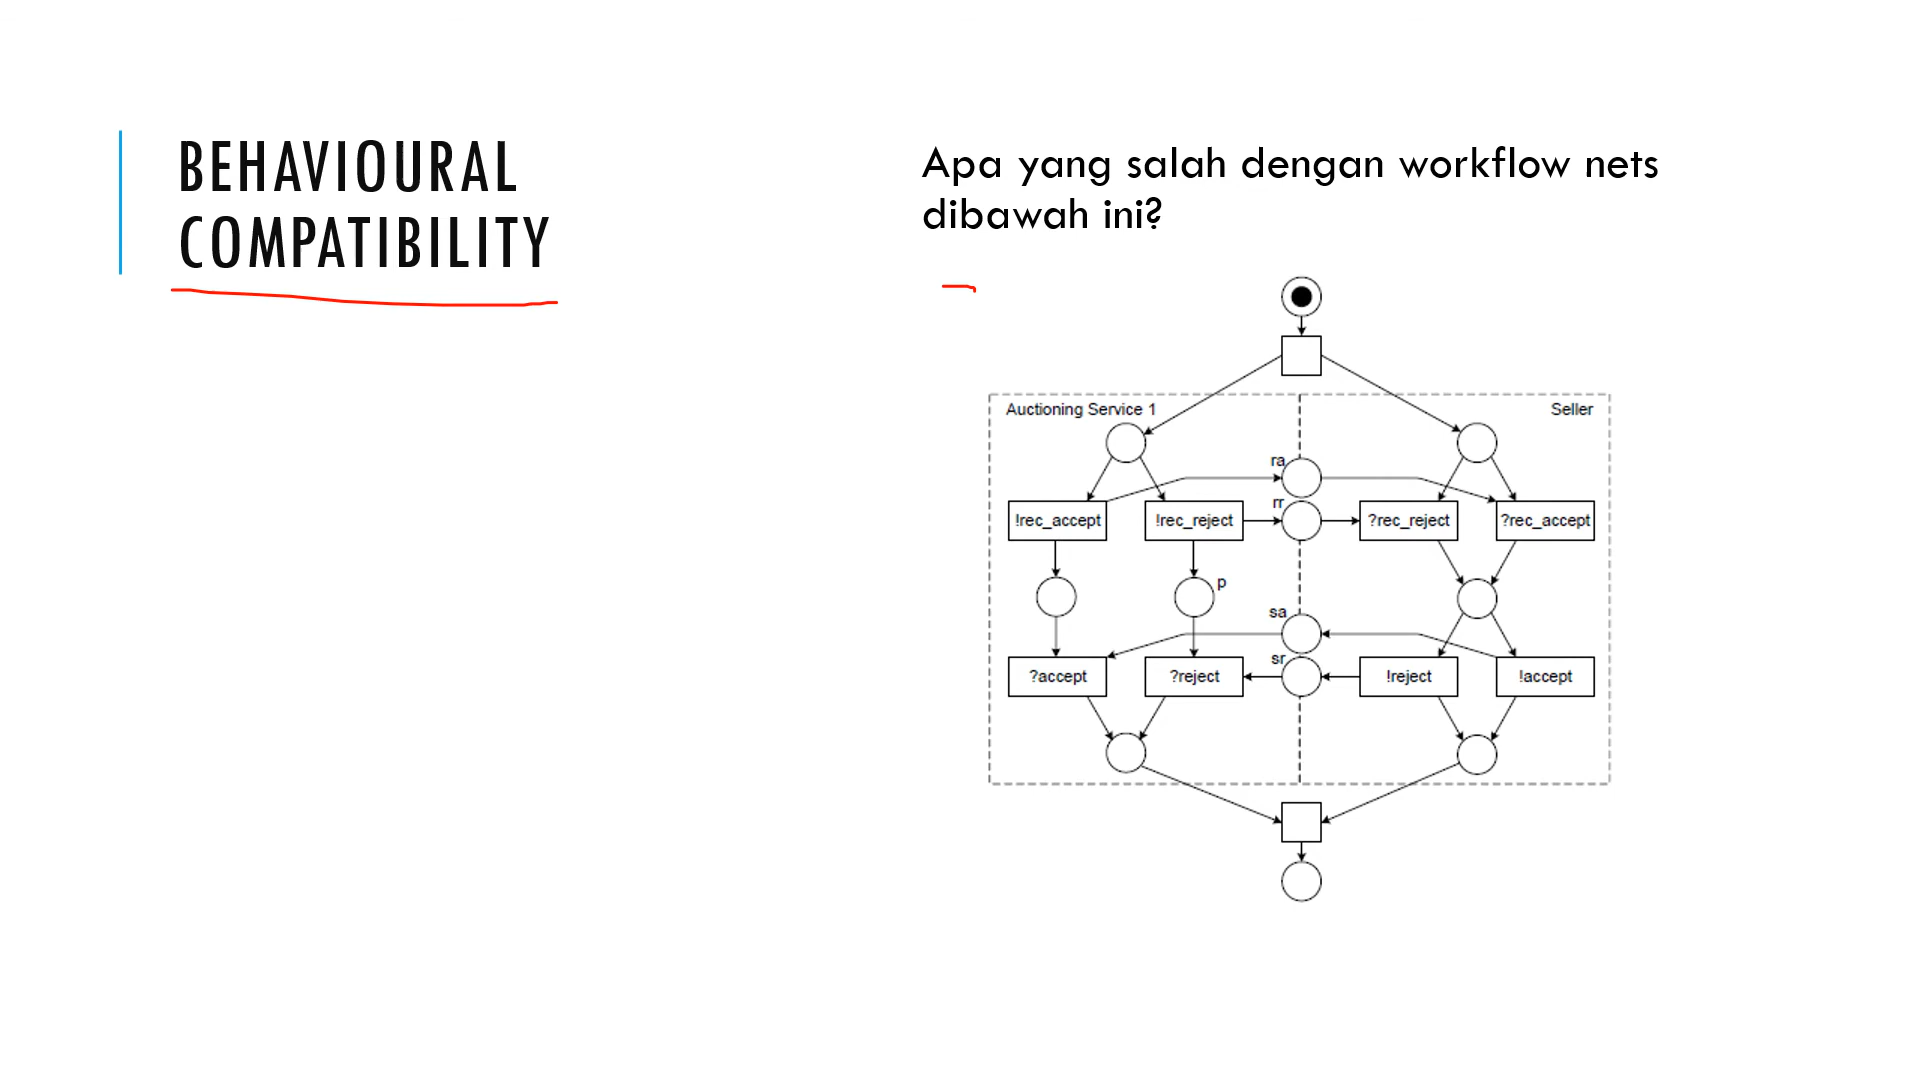 BEHAVIOURAL
COMPATIBILITY
Apa yang salah dengan workflow nets
dibawah ini?
Auctioning Service 1
Seller
ra
rr
!rec_accept
!rec_reject
?rec_reject
?rec_accept
p
sa
sr
?accept
?reject
!reject
!accept